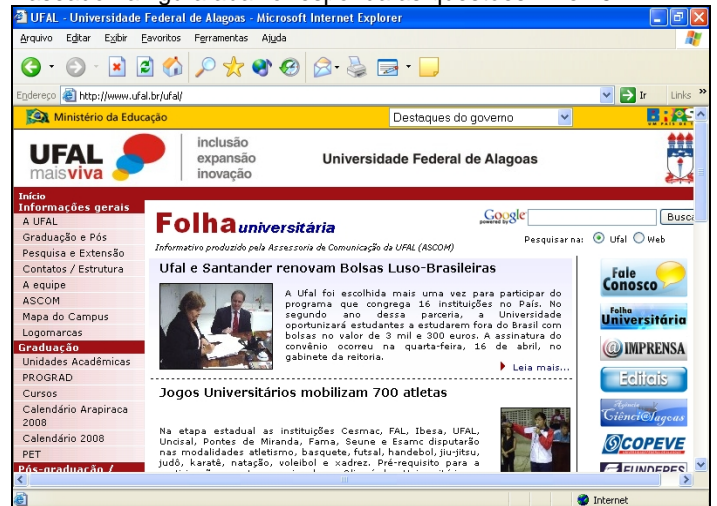 UFAL - Universidade Federal de Alagoas - Microsoft Internet Explorer
Arquivo Editar Exibir Favoritos Ferramentas Ajuda
Endereço http://www.ufal.br/ufal/ Ir Links »
Ministério da Educação Destaques do governo
UFAL
maisviva
inclusão
expansão
inovação
Universidade Federal de Alagoas
Início
Informações gerais
A UFAL
Graduação e Pós
Pesquisa e Extensão
Contatos / Estrutura
A equipe
ASCOM
Mapa do Campus
Logomarcas
Graduação
Unidades Acadêmicas
PROGRAD
Cursos
Calendário Arapiraca
2008
Calendário 2008
PET
Pós-graduação /
Folha universitária
Informativo produzido pela Assessoria de Comunicação da UFAL (ASCOM)
powered by Google
Busca
Pesquisar na: Ufal Web
Ufal e Santander renovam Bolsas Luso-Brasileiras
A Ufal foi escolhida mais uma vez para participar do
programa que congrega 16 instituições no País. No
segundo ano dessa parceria, a Universidade
oportunizará estudantes a estudarem fora do Brasil com
bolsas no valor de 3 mil e 300 euros. A assinatura do
convênio ocorreu na quarta-feira, 16 de abril, no
gabinete da reitoria.
Leia mais...
Jogos Universitários mobilizam 700 atletas
Na etapa estadual as instituições Cesmac, FAL, Ibesa, UFAL,
Uncisal, Pontes de Miranda, Fama, Seune e Esamc disputarão
nas modalidades atletismo, basquete, futsal, handebol, jiu-jitsu,
judô, karatê, natação, voleibol e xadrez. Pré-requisito para a
Fale
Conosco
Folha
Universitária
@ IMPRENSA
Editais
Agência
Ciênci@lagoas
COPEVE
FUNDEPES
Internet